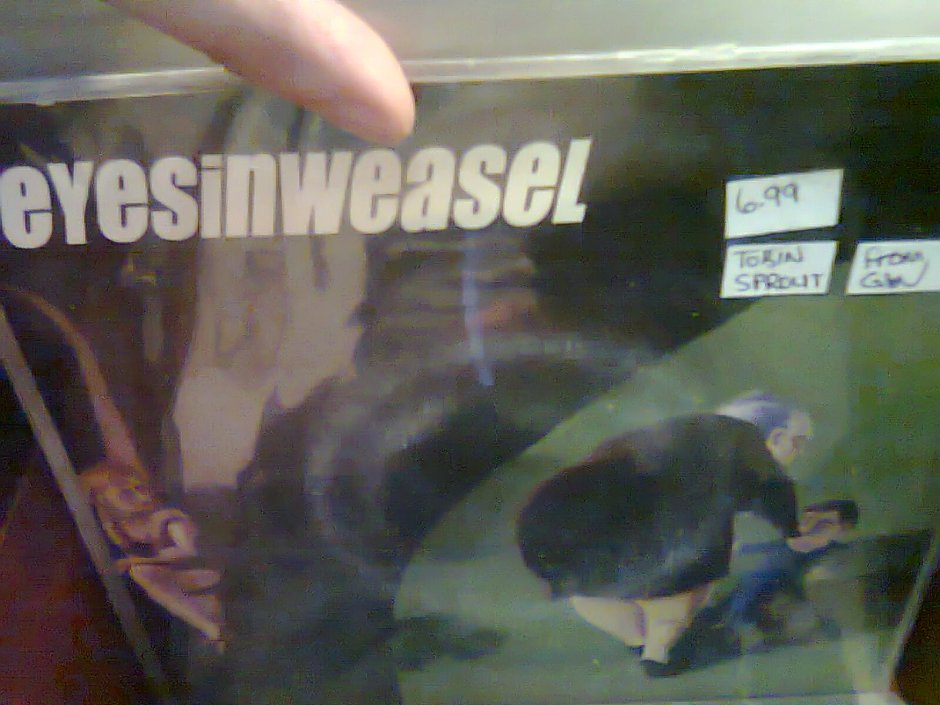 eyesinweasel
6.99
TOBIN
SPROUT
From
GBV